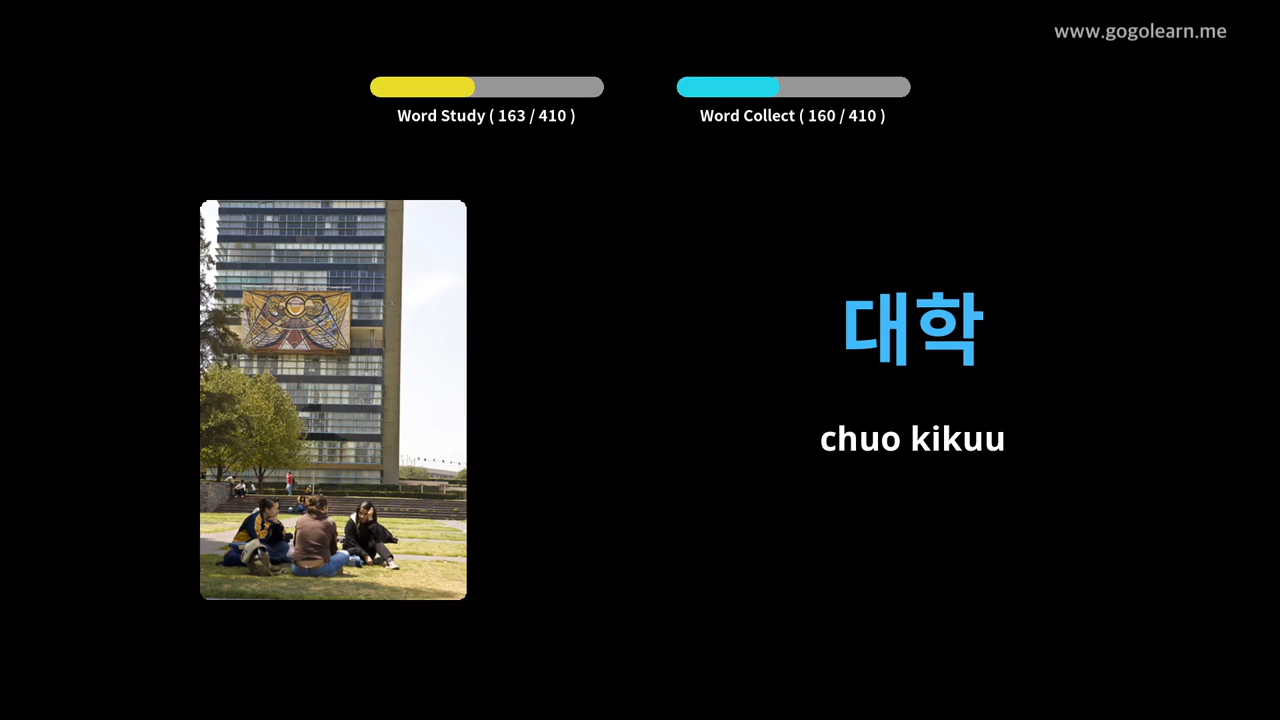 www.gogolearn.me
Word Study ( 163 / 410 )
Word Collect ( 160 / 410 )
대학
chuo kikuu